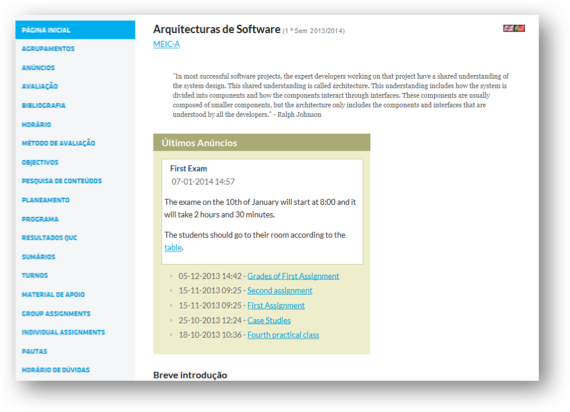 PÁGINA INICIAL
AGRUPAMENTOS
ANÚNCIOS
AVALIAÇÃO
BIBLIOGRAFIA
HORÁRIO
MÉTODO DE AVALIAÇÃO
OBJECTIVOS
PESQUISA DE CONTEÚDOS
PLANEAMENTO
PROGRAMA
RESULTADOS QUC
SUMÁRIOS
TURNOS
MATERIAL DE APOIO
GROUP ASSIGNMENTS
INDIVIDUAL ASSIGNMENTS
PAUTAS
HORÁRIO DE DÚVIDAS
Arquitecturas de Software (1 º Sem 2013/2014)
MEIC-A
"In most successful software projects, the expert developers working on that project have a shared understanding of
the system design. This shared understanding is called architecture. This understanding includes how the system is
divided into components and how the components interact through interfaces. These components are usually
composed of smaller components, but the architecture only includes the components and interfaces that are
understood by all the developers." - Ralph Johnson
Últimos Anúncios
First Exam
07-01-2014 14:57
The exame on the 10th of January will start at 8:00 and it
will take 2 hours and 30 minutes.
The students should go to their room according to the
table.
05-12-2013 14:42 - Grades of First Assignment
15-11-2013 09:25 - Second assignment
15-11-2013 09:25 - First Assignment
25-10-2013 12:24 - Case Studies
18-10-2013 10:36 - Fourth practical class
Breve introdução